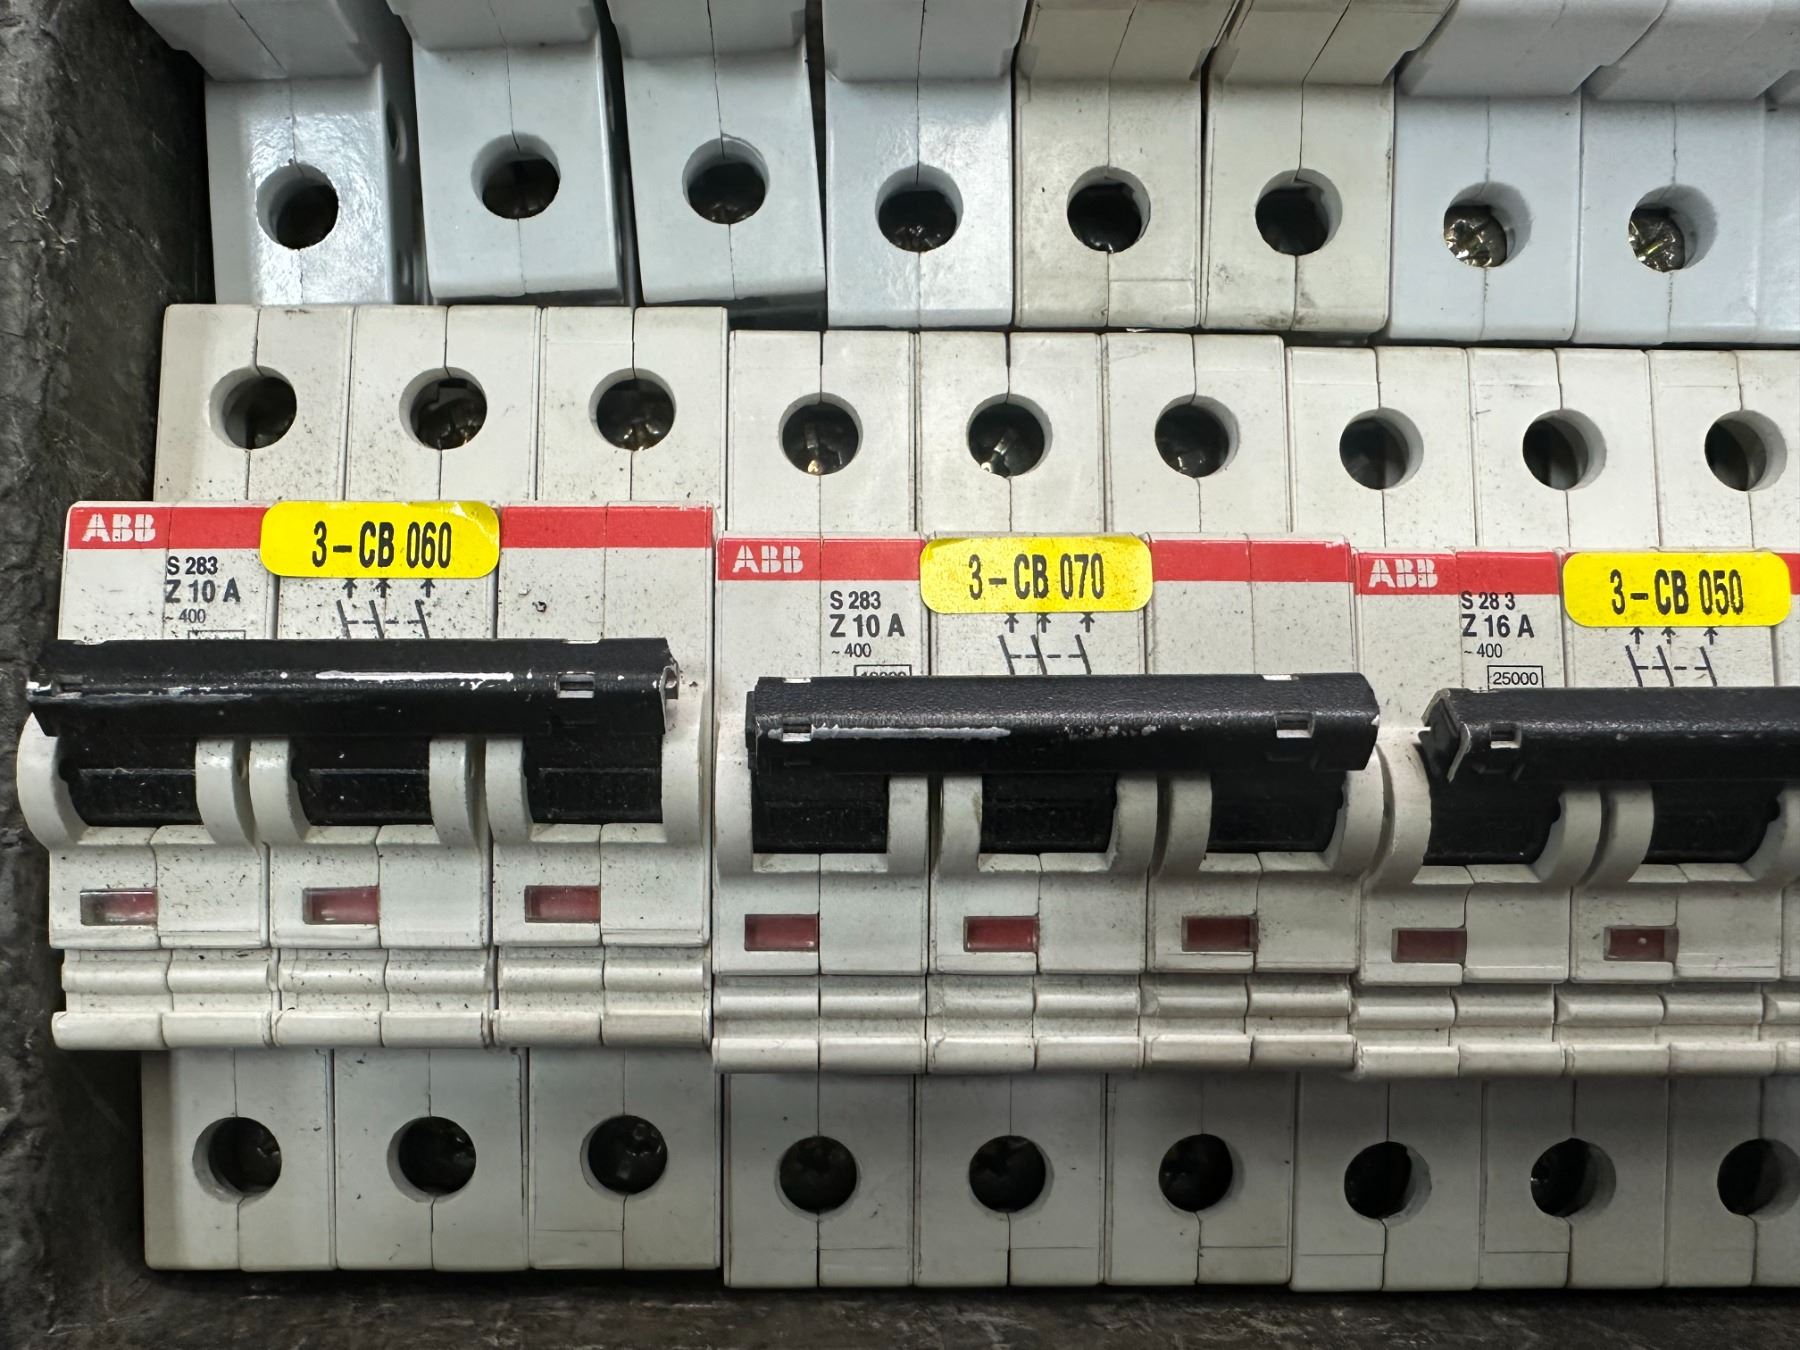 ABB
3-CB 060
S 283
Z 10 A
~400
ABB
3-CB 070
S 283
Z 10 A
~400
ABB
3-CB 050
S 28 3
Z 16 A
~400
25000